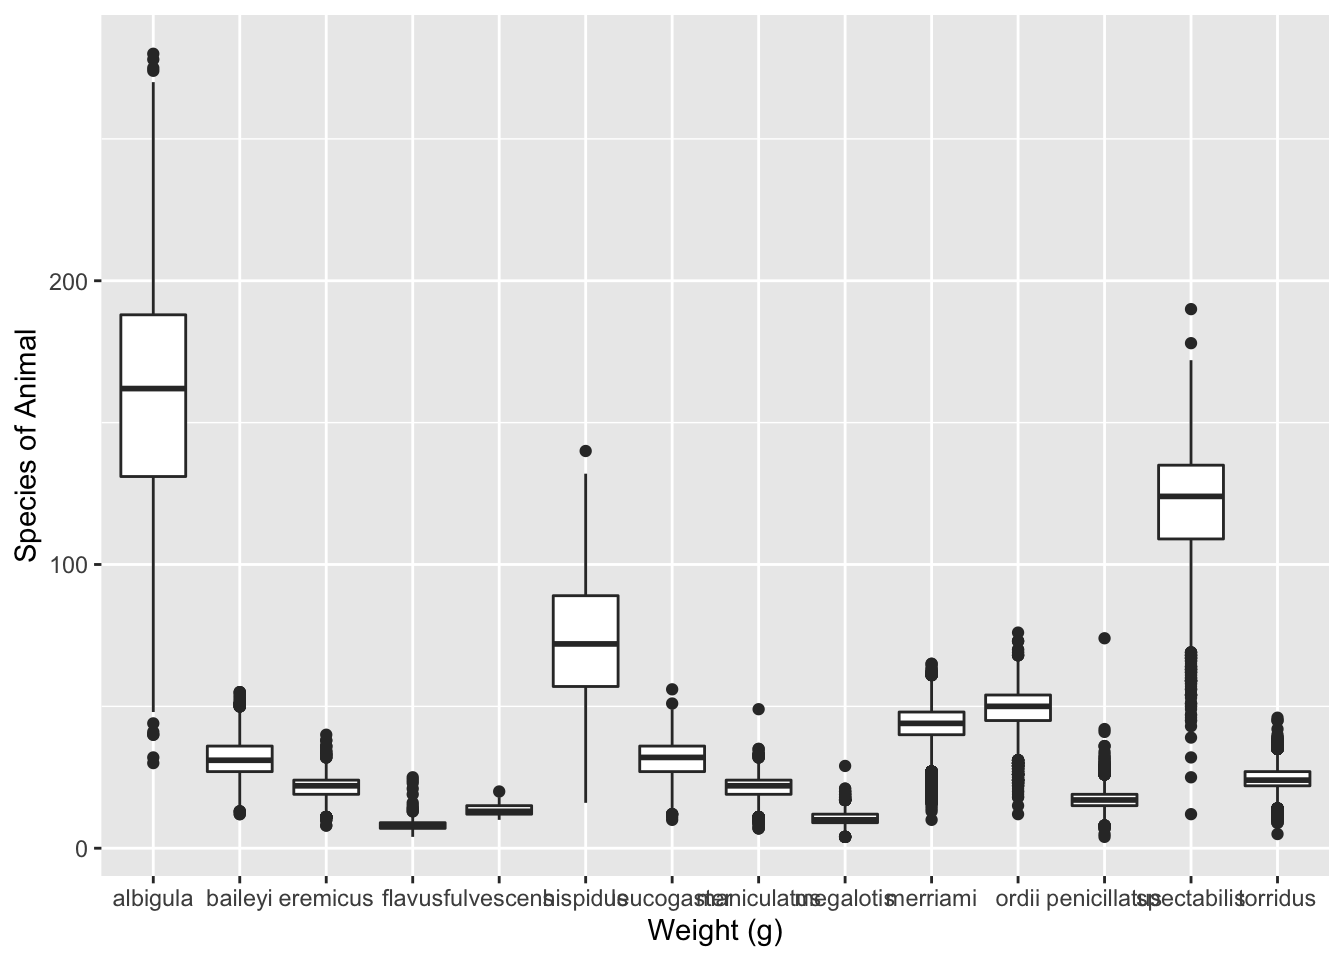 200
100
0
Species of Animal
albigula baileyi eremicus flavus fulvescens hispidus leucogaster maniculatus megalotis merriami ordii penicillatus spectabilis torridus
Weight (g)